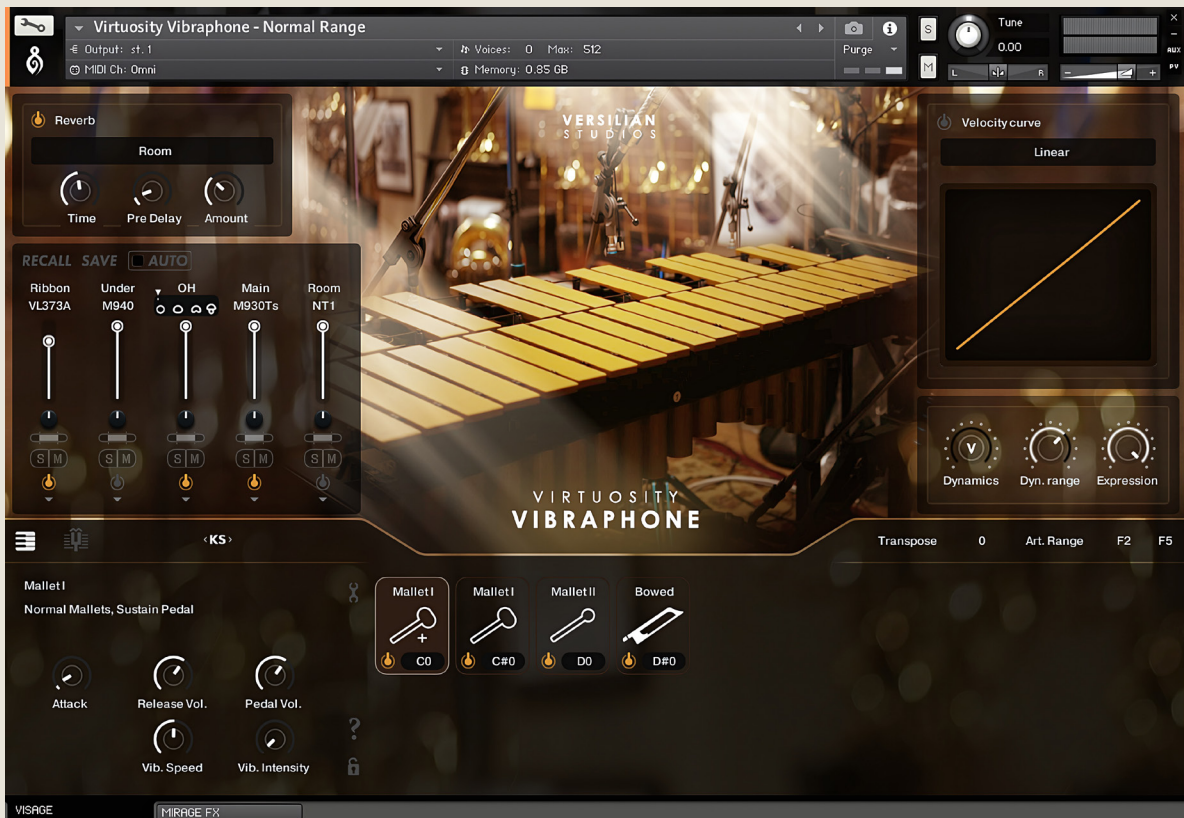 Virtuosity Vibraphone - Normal Range
Output: st. 1
Voices: 0 Max: 512
Purge
MIDI Ch: Omni
Memory: 0.85 GB
S
M
Tune
0.00
L R
- +
×
-
AUX
PV
Reverb
Room
Time Pre Delay Amount
RECALL SAVE AUTO
Ribbon Under OH Main Room
VL373A M940 M930Ts NT1
S M S M S M S M S M
VERSILIAN
STUDIOS
VIRTUOSITY
VIBRAPHONE
Velocity curve
Linear
V
Dynamics Dyn. range Expression
‹KS›
Transpose 0 Art. Range F2 F5
Mallet I
Normal Mallets, Sustain Pedal
Attack Release Vol. Pedal Vol.
Vib. Speed Vib. Intensity
?
Mallet I Mallet I Mallet II Bowed
+
C0 C#0 D0 D#0
VISAGE MIRAGE FX